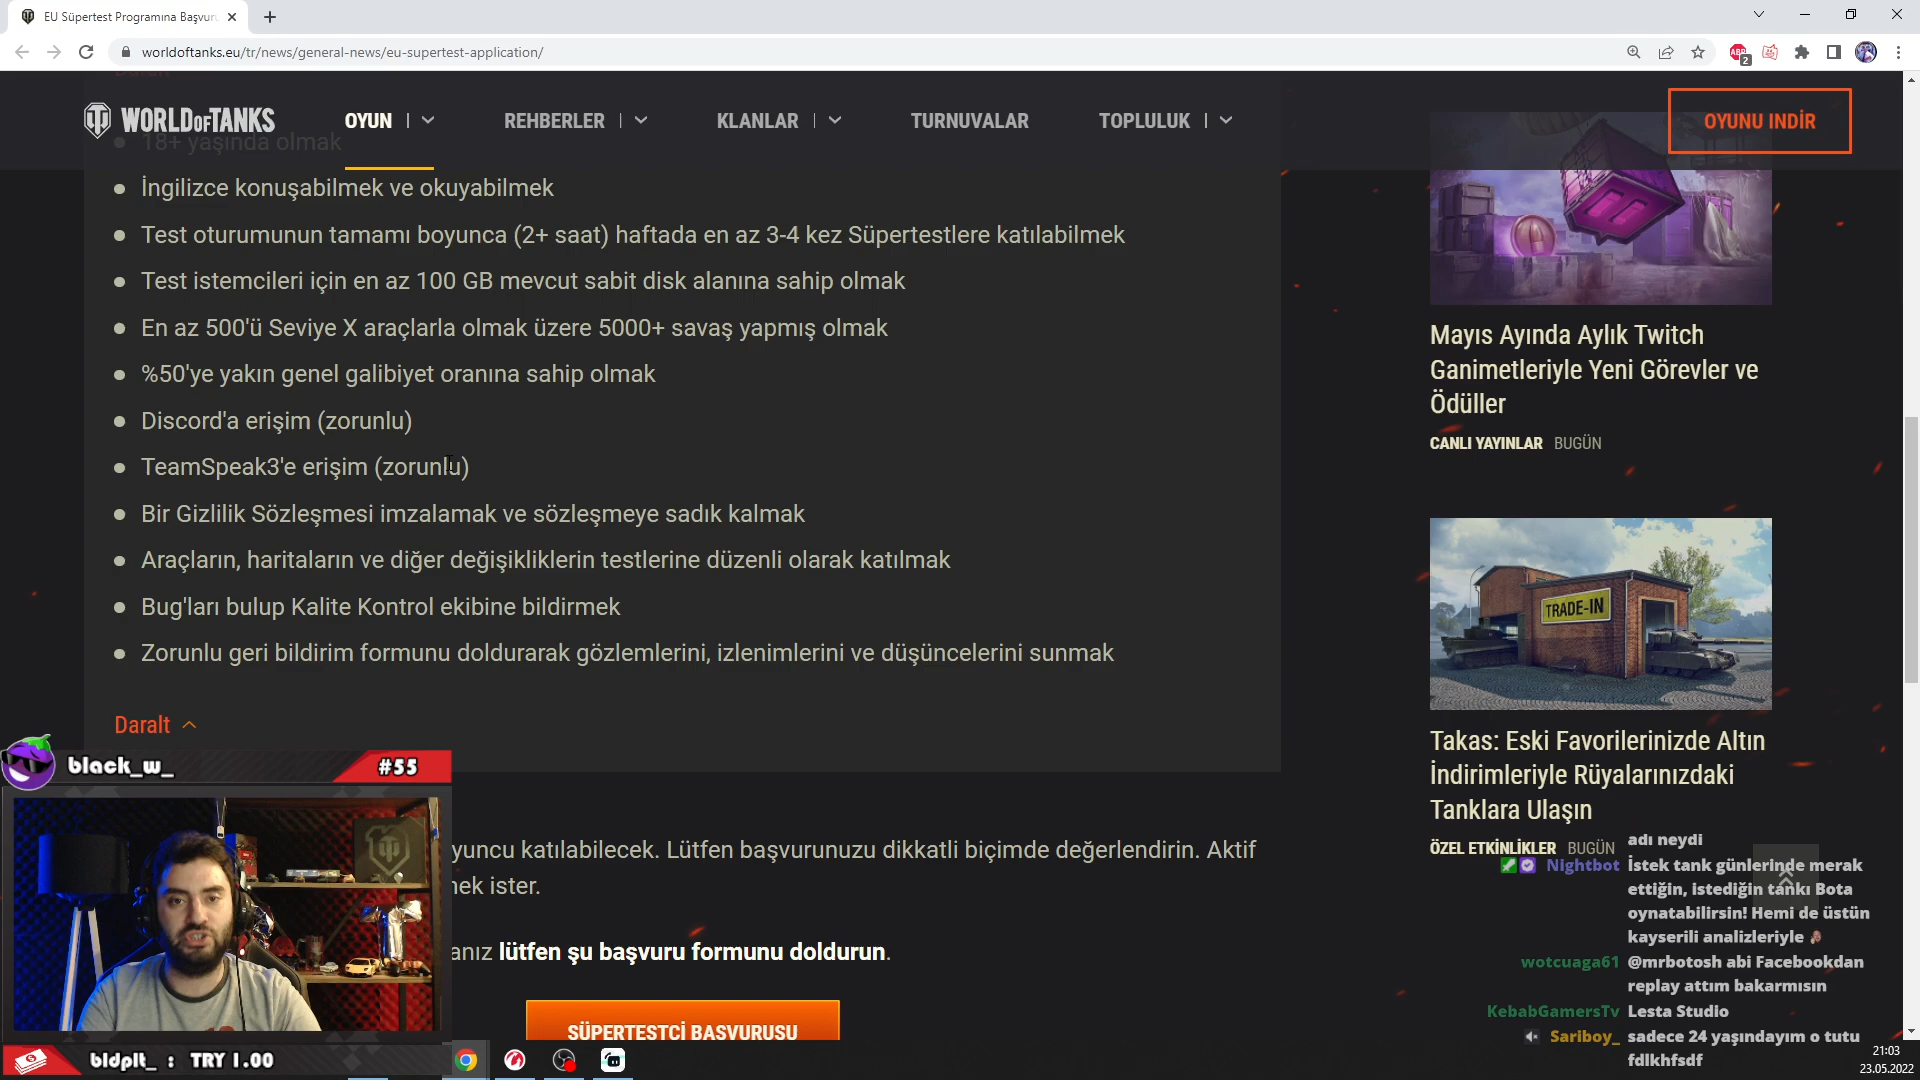 EU Süpertest Programına Başvuru
worldoftanks.eu/tr/news/general-news/eu-supertest-application/
ABP
2
WORLD OF TANKS
OYUN
REHBERLER
KLANLAR
TURNUVALAR
TOPLULUK
OYUNU INDİR
18+ yaşında olmak
İngilizce konuşabilmek ve okuyabilmek
Test oturumunun tamamı boyunca (2+ saat) haftada en az 3-4 kez Süpertestlere katılabilmek
Test istemcileri için en az 100 GB mevcut sabit disk alanına sahip olmak
En az 500'ü Seviye X araçlarla olmak üzere 5000+ savaş yapmış olmak
%50'ye yakın genel galibiyet oranına sahip olmak
Discord'a erişim (zorunlu)
TeamSpeak3'e erişim (zorunlu)
Bir Gizlilik Sözleşmesi imzalamak ve sözleşmeye sadık kalmak
Araçların, haritaların ve diğer değişikliklerin testlerine düzenli olarak katılmak
Bug'ları bulup Kalite Kontrol ekibine bildirmek
Zorunlu geri bildirim formunu doldurarak gözlemlerini, izlenimlerini ve düşüncelerini sunmak
Daralt
Mayıs Ayında Aylık Twitch
Ganimetleriyle Yeni Görevler ve
Ödüller
CANLI YAYINLAR BUGÜN
TRADE-IN
Takas: Eski Favorilerinizde Altın
İndirimleriyle Rüyalarınızdaki
Tanklara Ulaşın
ÖZEL ETKİNLİKLER BUGÜN
black_w_ #55
yuncu katılabilecek. Lütfen başvurunuzu dikkatli biçimde değerlendirin. Aktif
nek ister.
anız lütfen şu başvuru formunu doldurun.
SÜPERTESTÇİ BAŞVURUSU
adı neydi
Nightbot İstek tank günlerinde merak
ettiğin, istediğin tankı Bota
oynatabilirsin! Hemi de üstün
kayserili analizleriyle
wotcuaga61 @mrbotosh abi Facebookdan
replay attım bakarmısın
KebabGamersTv Lesta Studio
Sariboy_ sadece 24 yaşındayım o tutu
fdlkhfsdf
bidpit_ : TRY 1.00
21:03
23.05.2022